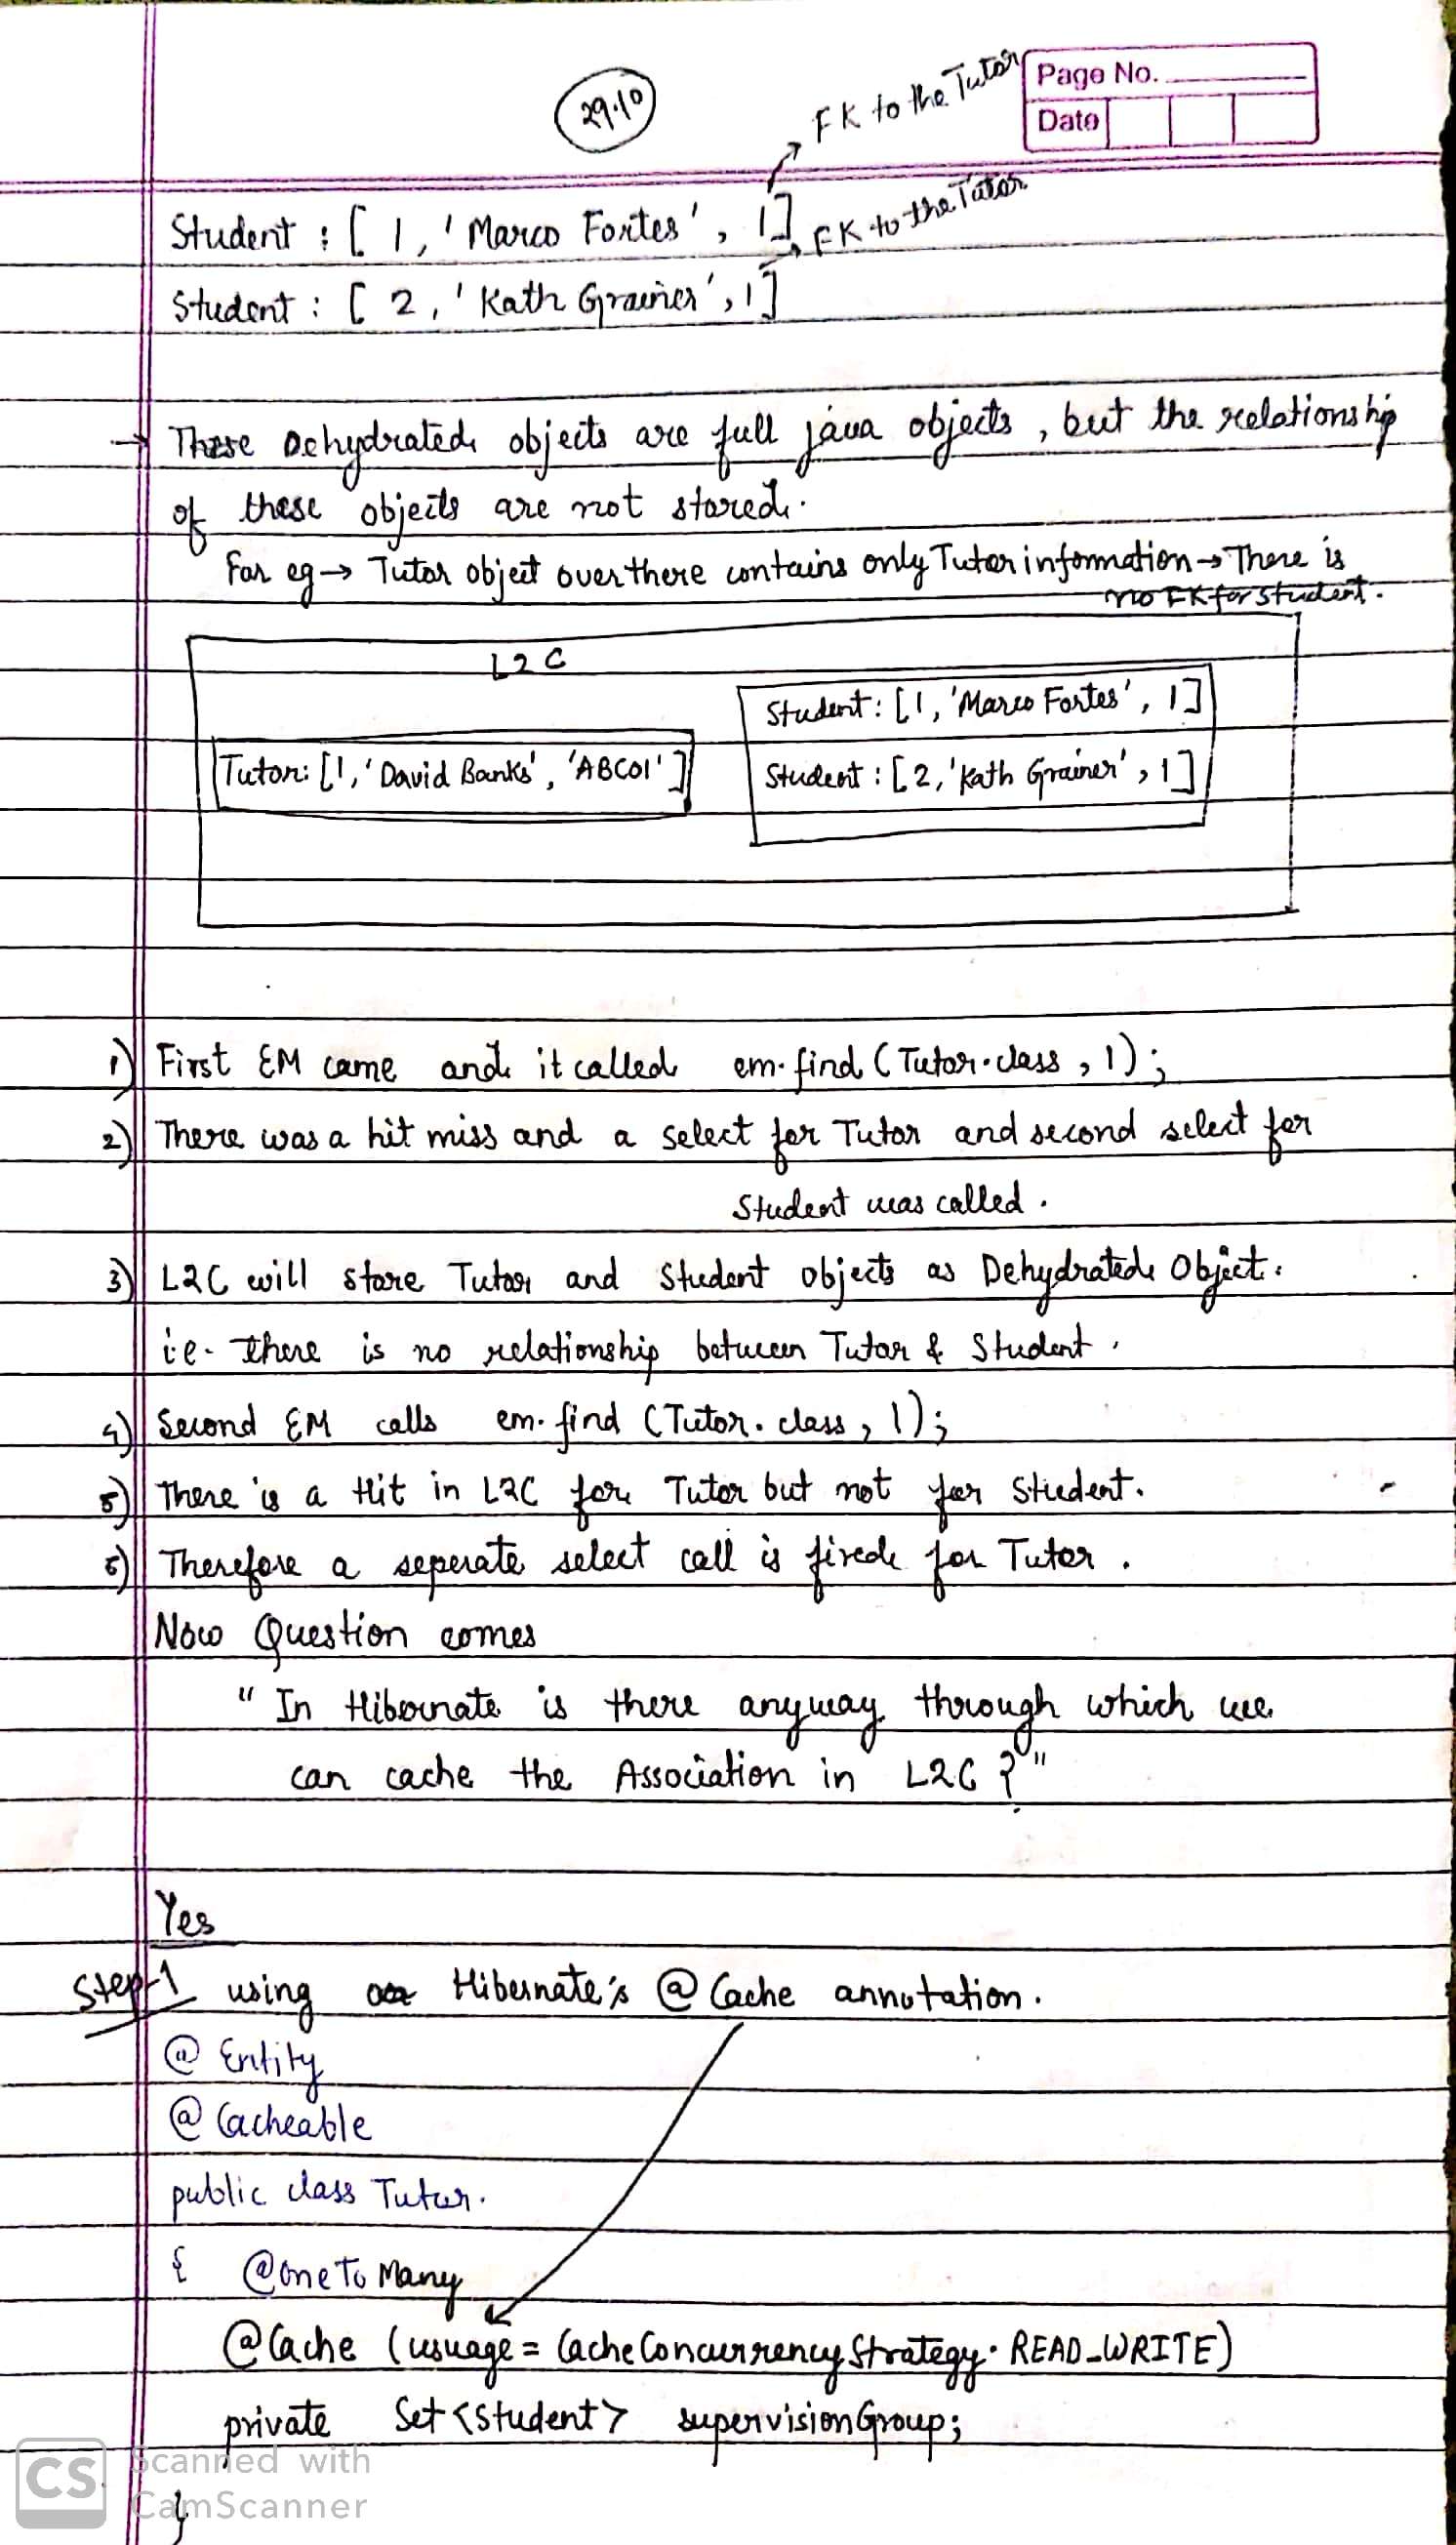 29.10
FK to the Tutor
Page No.
Date
Student : [ 1, 'Marco Fortes', 1]
FK to the Tutor
Student : [ 2, 'Kath Grainer', 1]
→ These Dehydrated objects are full java objects, but the relationship
of these objects are not stored.
For eg → Tutor object over there contains only Tutor information → There is
no FK for student.
L2C
Student : [1, 'Marco Fortes', 1]
Tutor: [1, 'David Banks', 'ABC01']
Student : [2, 'Kath Grainer', 1]
1) First EM came and it called em.find (Tutor.class, 1);
2) There was a hit miss and a select for Tutor and second select for
Student was called.
3) L2C will store Tutor and Student objects as Dehydrated Object.
i.e. there is no relationship between Tutor & Student.
4) Second EM calls em.find (Tutor.class, 1);
5) There is a Hit in L2C for Tutor but not for Student.
6) Therefore a seperate select call is fired for Tutor.
Now Question comes
" In Hibernate is there anyway through which we
can cache the Association in L2C ?"
Yes
Step-1 using Hibernate's @Cache annotation.
@Entity
@Cacheable
public class Tutor.
{ @OneToMany
@Cache (usuage = CacheConcurrencyStrategy.READ_WRITE)
private Set<Student> supervisionGroup;
}
CS Scanned with
CamScanner